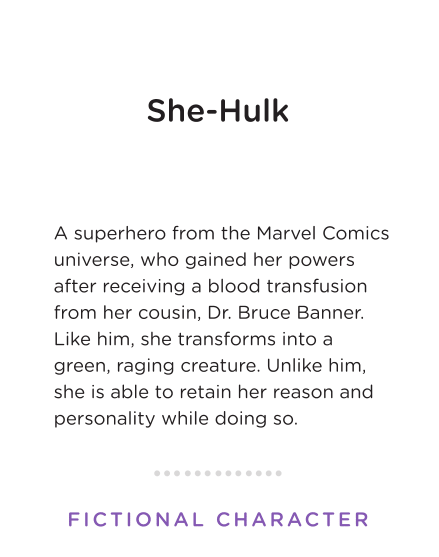 She-Hulk
A superhero from the Marvel Comics
universe, who gained her powers
after receiving a blood transfusion
from her cousin, Dr. Bruce Banner.
Like him, she transforms into a
green, raging creature. Unlike him,
she is able to retain her reason and
personality while doing so.
FICTIONAL CHARACTER